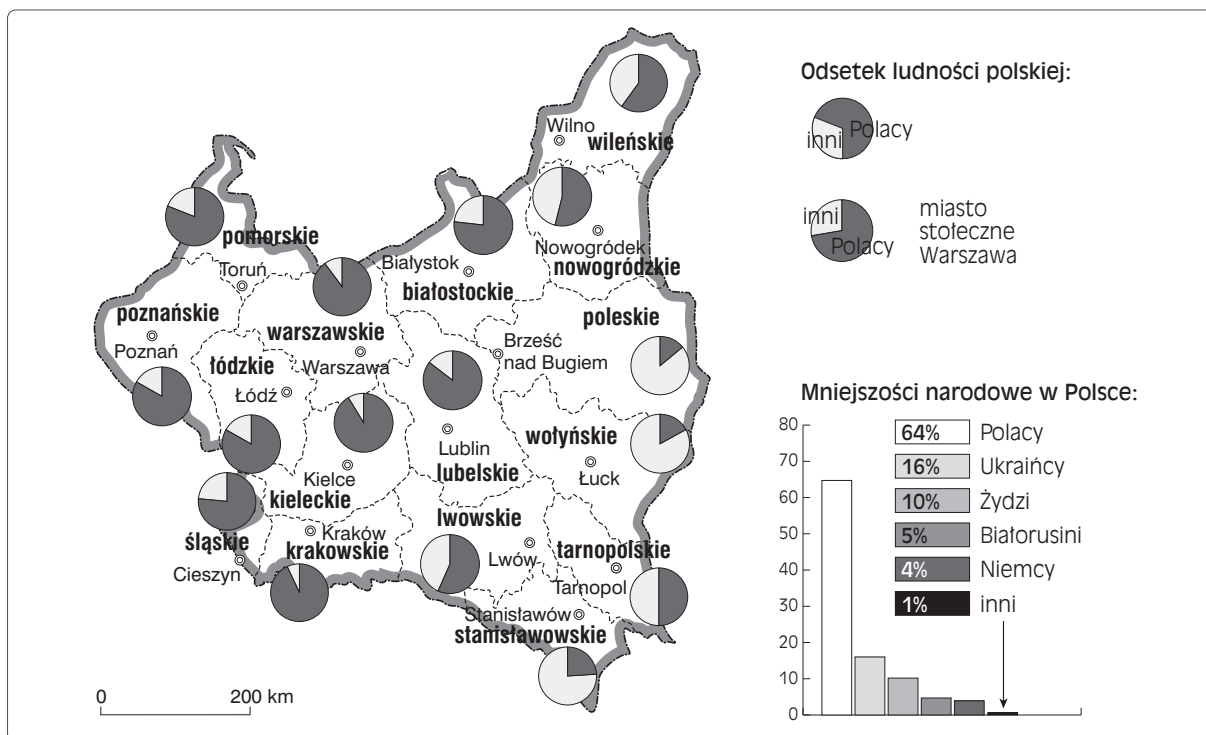 Wilno
wileńskie
pomorskie
Toruń
Białystok
białostockie
Nowogródek
nowogródzkie
poznańskie
Poznań
warszawskie
Warszawa
poleskie
Brześć
nad Bugiem
łódzkie
Łódź
Lublin
lubelskie
wołyńskie
Łuck
Kielce
kieleckie
śląskie
Cieszyn
Kraków
krakowskie
lwowskie
Lwów
tarnopolskie
Tarnopol
Stanisławów
stanisławowskie
0 200 km
Odsetek ludności polskiej:
inni
Polacy
inni
Polacy
miasto
stołeczne
Warszawa
Mniejszości narodowe w Polsce:
80
70
60
50
40
30
20
10
0
64% Polacy
16% Ukraińcy
10% Żydzi
5% Białorusini
4% Niemcy
1% inni